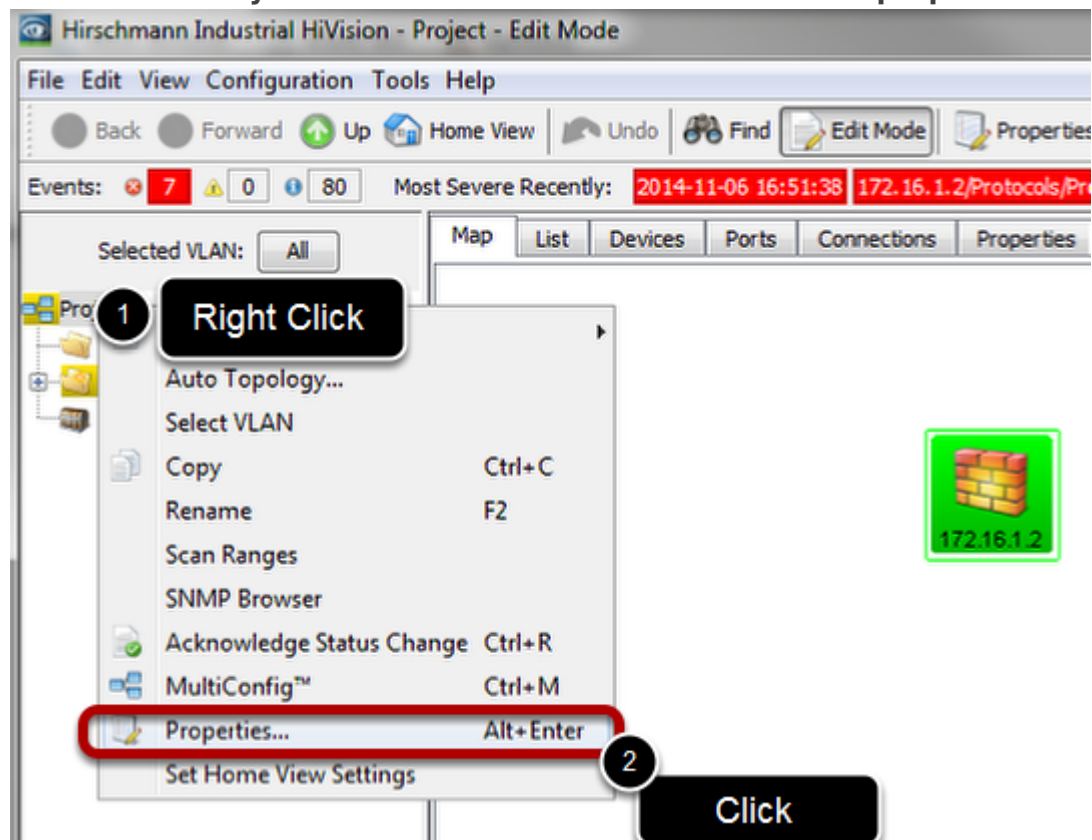 Hirschmann Industrial HiVision - Project - Edit Mode
File Edit View Configuration Tools Help
Back Forward Up Home View Undo Find Edit Mode Properties
Events: 7 0 80 Most Severe Recently: 2014-11-06 16:51:38 172.16.1.2/Protocols/Pr
Selected VLAN: All
Map List Devices Ports Connections Properties
Proj
1 Right Click
Auto Topology...
Select VLAN
Copy Ctrl+C
Rename F2
Scan Ranges
SNMP Browser
Acknowledge Status Change Ctrl+R
MultiConfig™ Ctrl+M
Properties... Alt+Enter
Set Home View Settings
2 Click
172.16.1.2